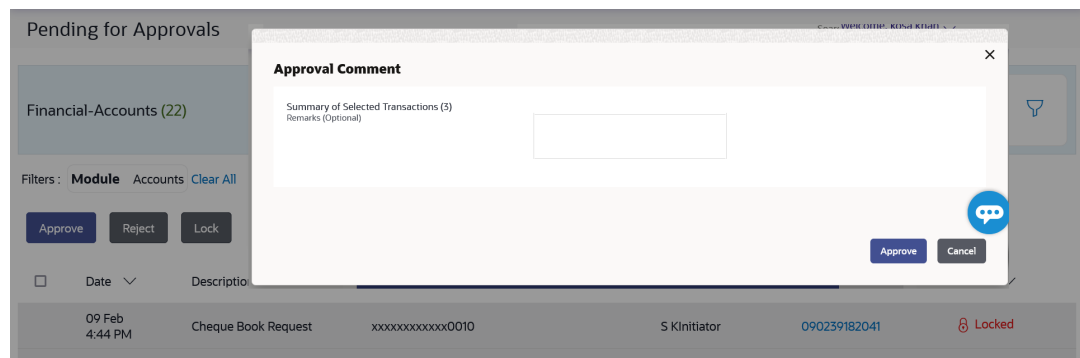 Pending for Approvals
Welcome, Rosa Khan
Approval Comment
Summary of Selected Transactions (3)
Remarks (Optional)
Financial-Accounts (22)
Filters : Module Accounts Clear All
Approve Reject Lock
Approve Cancel
Date Descriptio
09 Feb
4:44 PM
Cheque Book Request xxxxxxxxxxxx0010 S KInitiator 090239182041 Locked